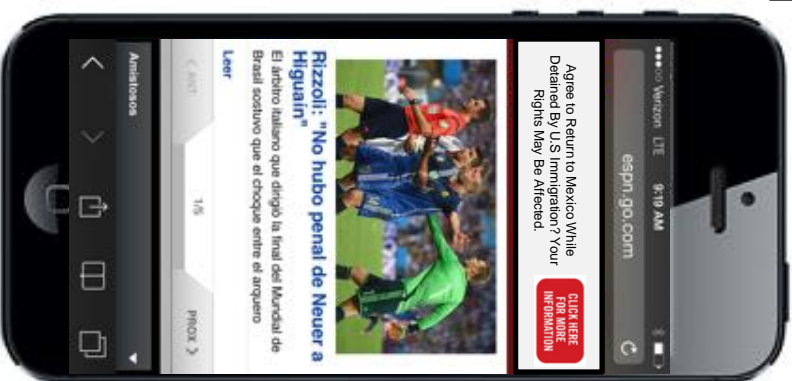 Verizon LTE 9:19 AM
espn.go.com
Agree to Return to Mexico While
Detained By U.S Immigration? Your
Rights May Be Affected.
CLICK HERE
FOR MORE
INFORMATION
Rizzoli: "No hubo penal de Neuer a
Higuaín"
El árbitro italiano que dirigió la final del Mundial de
Brasil sostuvo que el choque entre el arquero
Leer
< ANT 1/5 PROX >
Amistosos